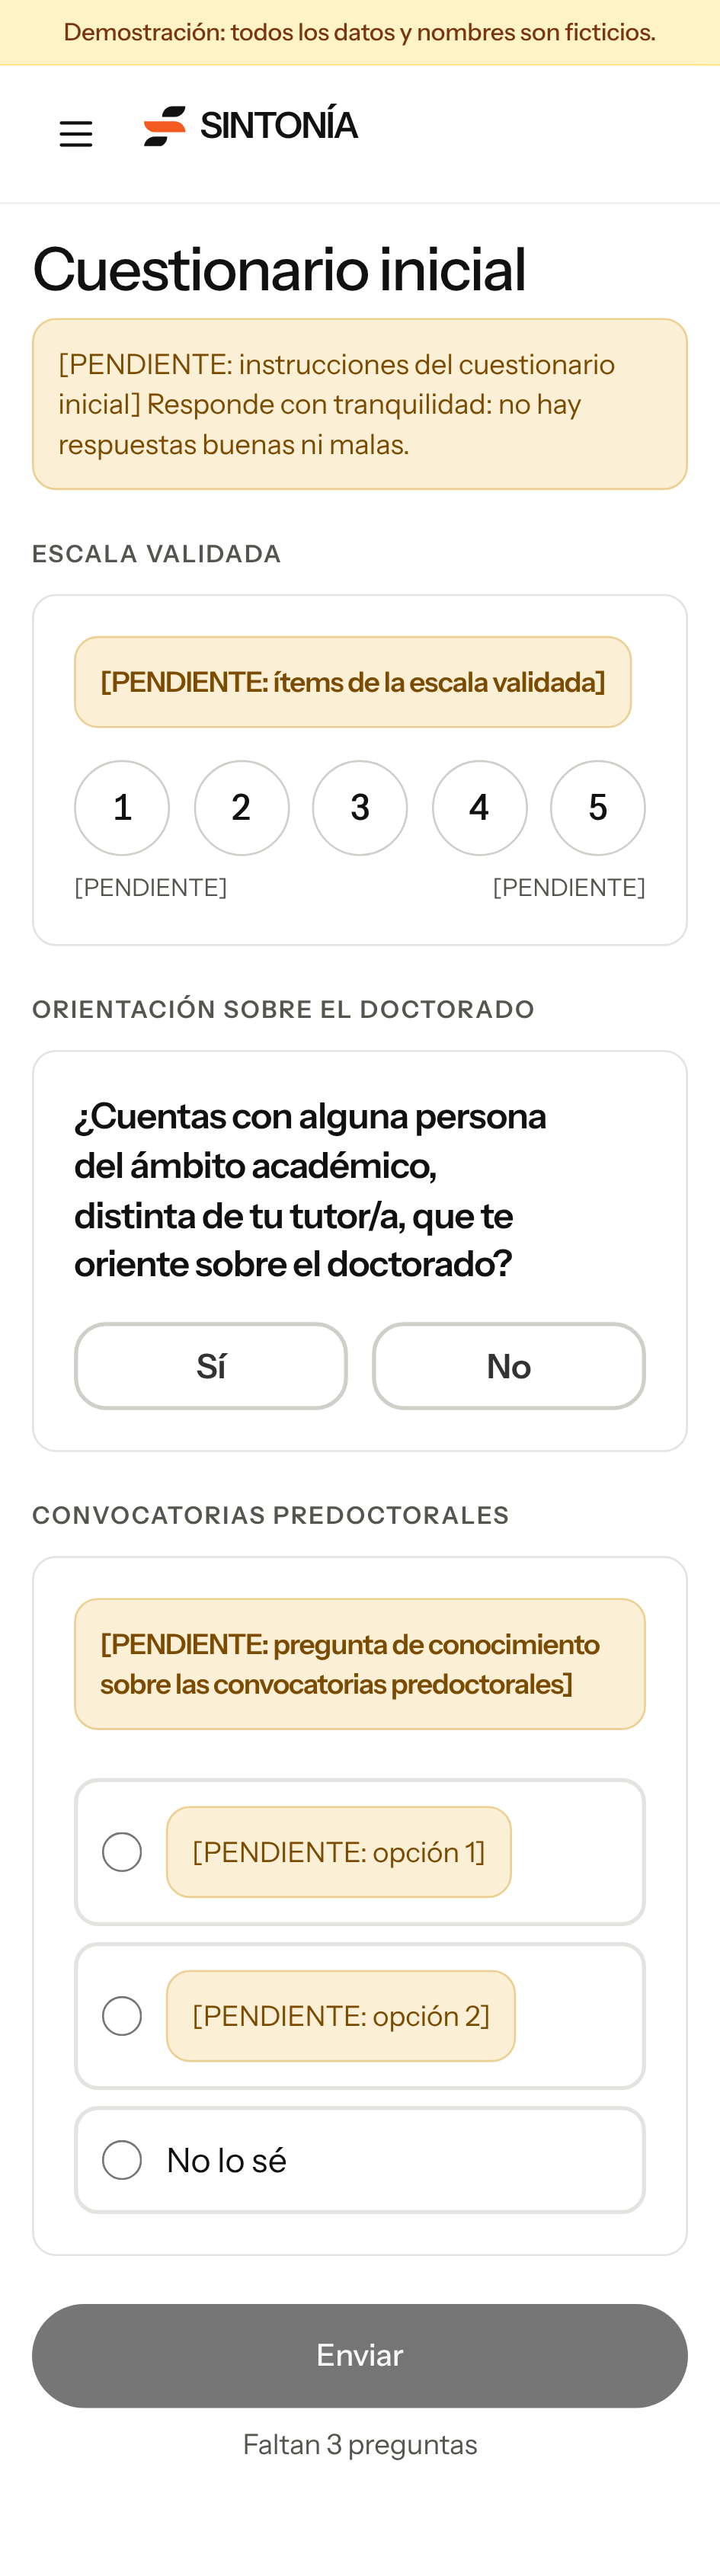 Demostración: todos los datos y nombres son ficticios.
SINTONÍA
Cuestionario inicial
[PENDIENTE: instrucciones del cuestionario
inicial] Responde con tranquilidad: no hay
respuestas buenas ni malas.
ESCALA VALIDADA
[PENDIENTE: ítems de la escala validada]
1 2 3 4 5
[PENDIENTE] [PENDIENTE]
ORIENTACIÓN SOBRE EL DOCTORADO
¿Cuentas con alguna persona
del ámbito académico,
distinta de tu tutor/a, que te
oriente sobre el doctorado?
Sí No
CONVOCATORIAS PREDOCTORALES
[PENDIENTE: pregunta de conocimiento
sobre las convocatorias predoctorales]
[PENDIENTE: opción 1]
[PENDIENTE: opción 2]
No lo sé
Enviar
Faltan 3 preguntas